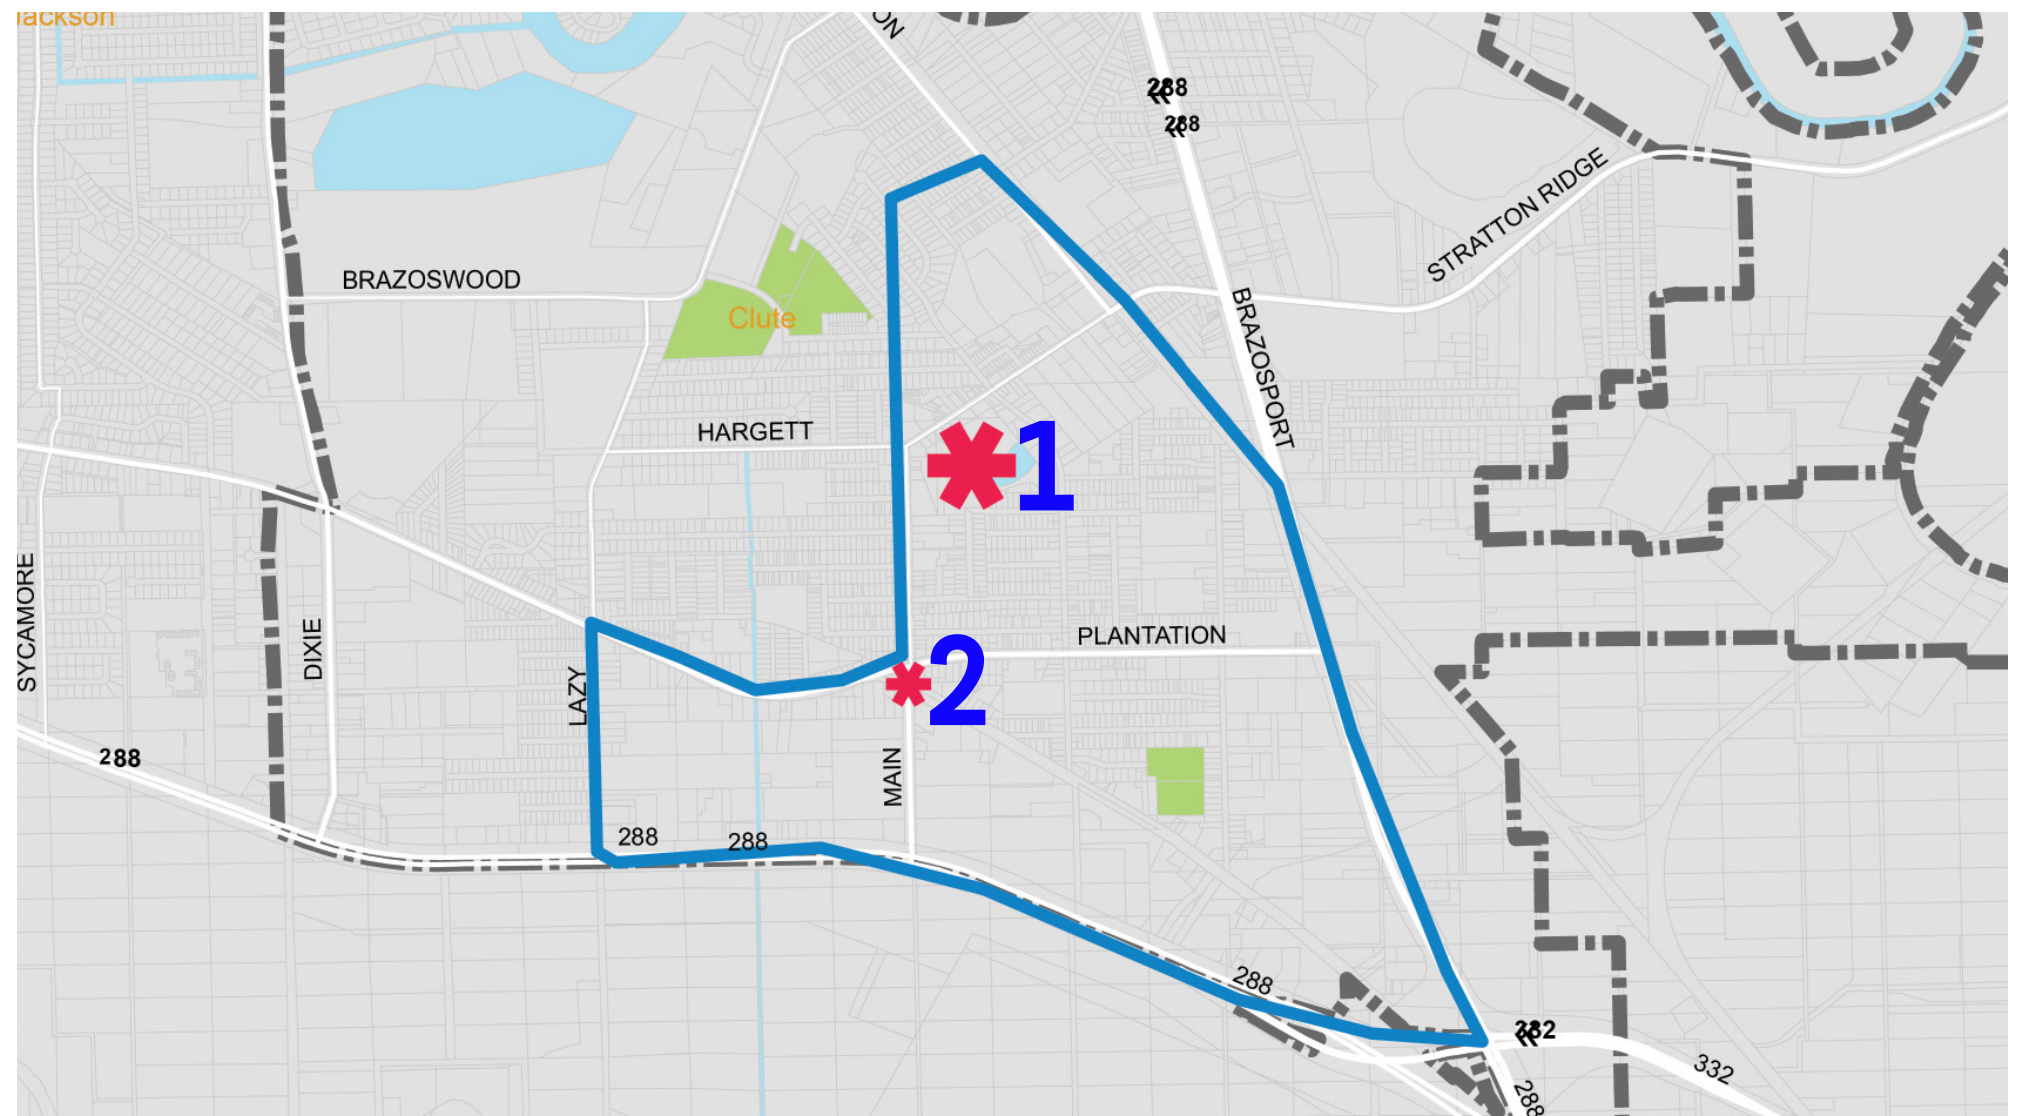 Jackson
ON
288
288
STRATTON RIDGE
BRAZOSWOOD
BRAZOSPORT
Clute
HARGETT
1
SYCAMORE
DIXIE
LAZY
PLANTATION
2
MAIN
288
288
288
288
332
288